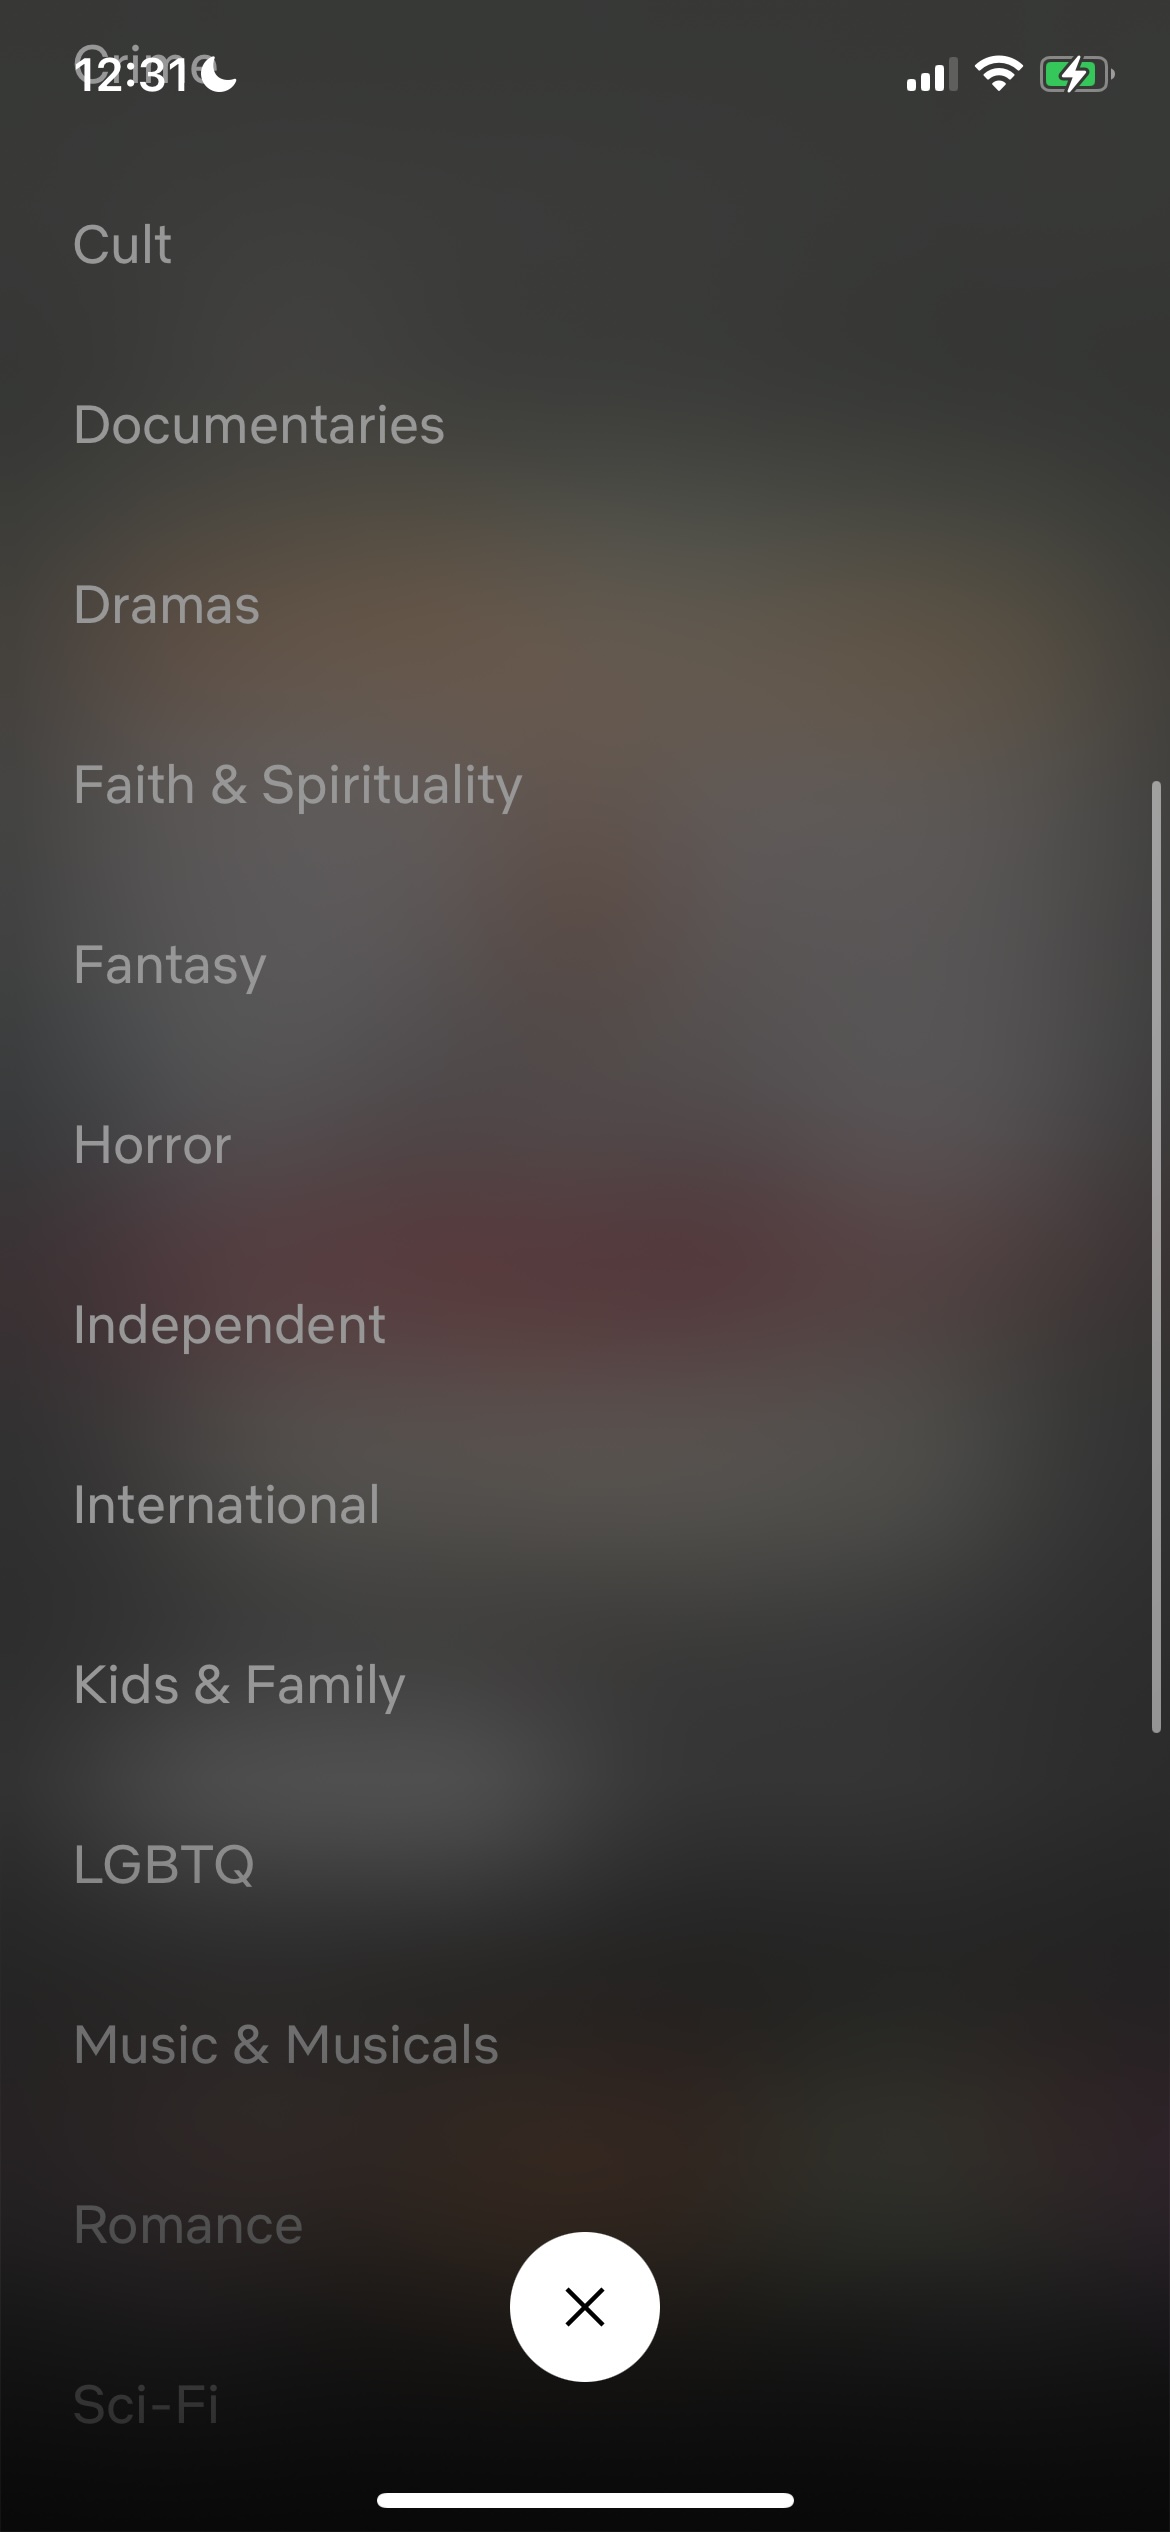 Crime
12:31
Cult
Documentaries
Dramas
Faith & Spirituality
Fantasy
Horror
Independent
International
Kids & Family
LGBTQ
Music & Musicals
Romance
Sci-Fi